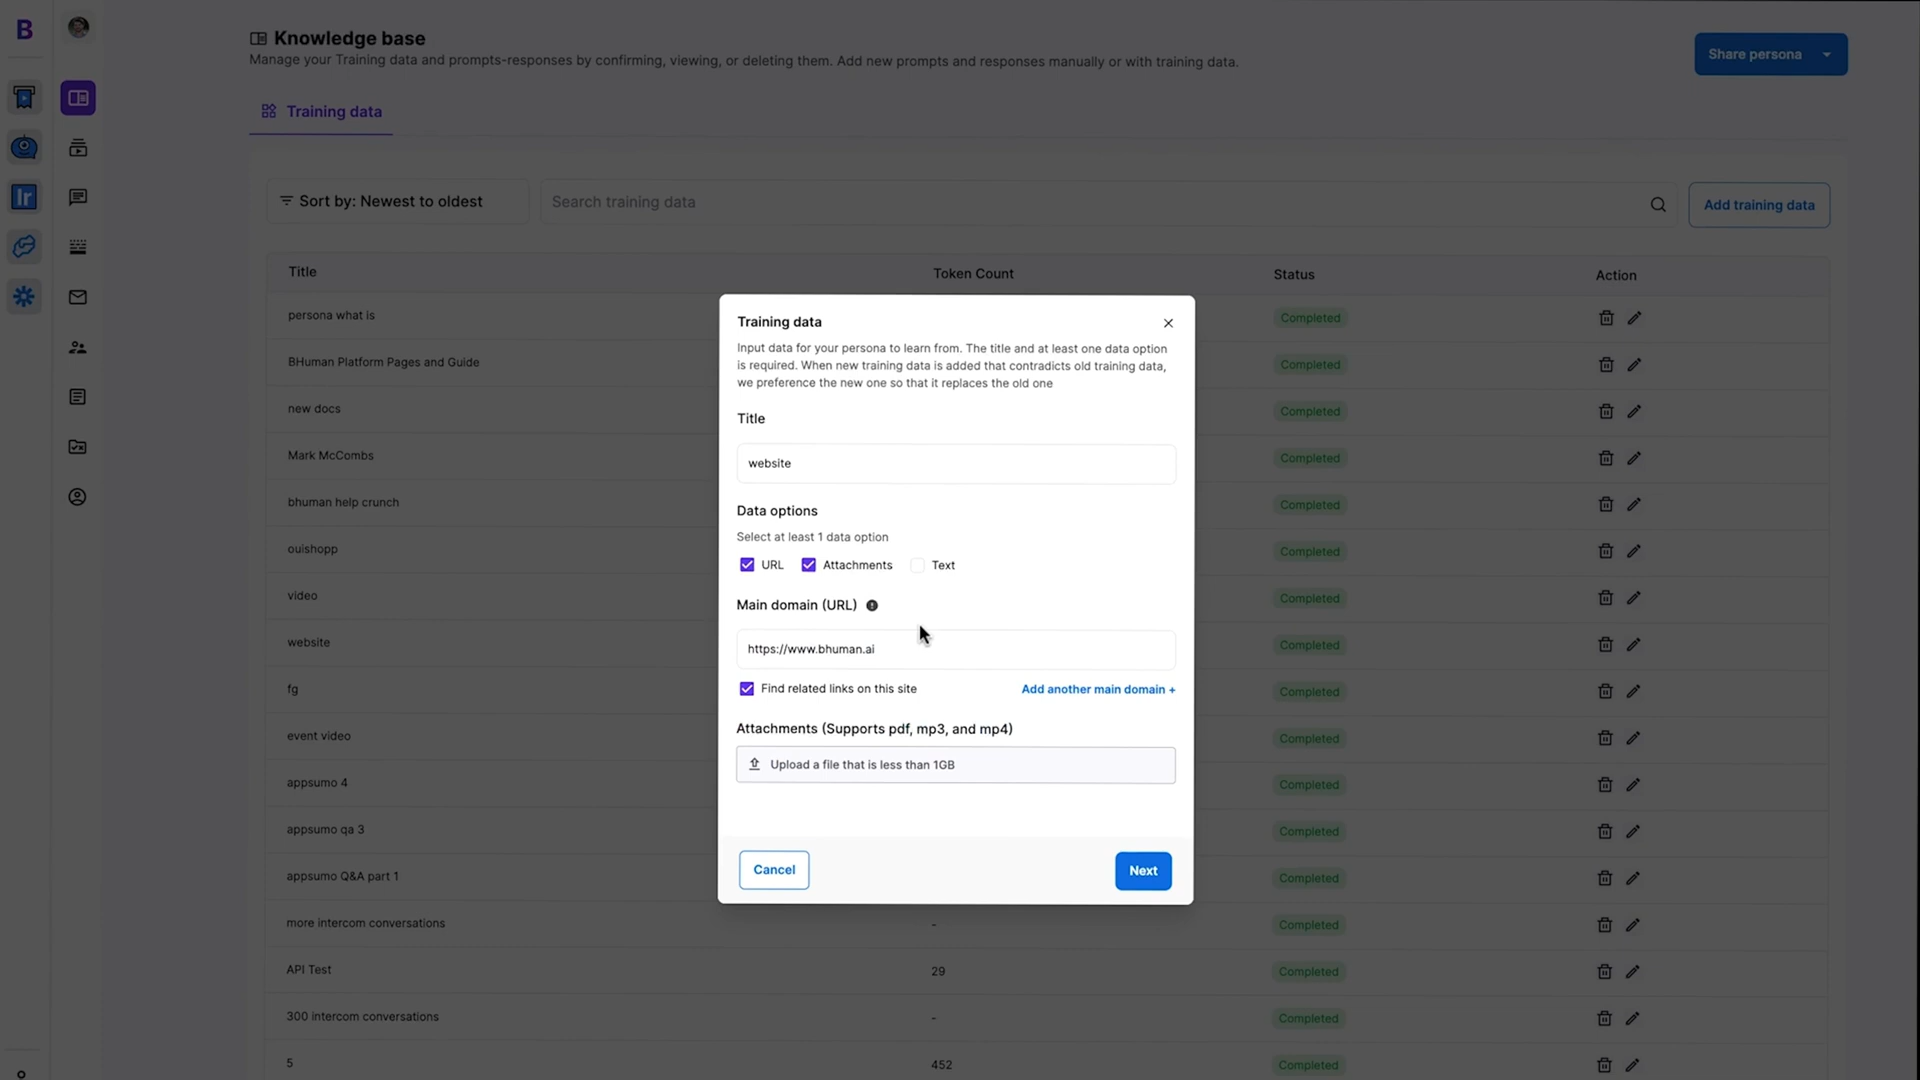 B
Knowledge base
Manage your Training data and prompts-responses by confirming, viewing, or deleting them. Add new prompts and responses manually or with training data.
Share persona
Training data
Sort by: Newest to oldest
Search training data
Add training data
Ir
Title
Token Count
Status
Action
persona what is
Completed
BHuman Platform Pages and Guide
Completed
new docs
Completed
Mark McCombs
Completed
bhuman help crunch
Completed
ouishopp
Completed
video
Completed
website
Completed
fg
Completed
event video
Completed
appsumo 4
Completed
appsumo qa 3
Completed
appsumo Q&A part 1
Completed
more intercom conversations
-
Completed
API Test
29
Completed
300 intercom conversations
-
Completed
5
452
Completed
Training data
Input data for your persona to learn from. The title and at least one data option
is required. When new training data is added that contradicts old training data,
we preference the new one so that it replaces the old one
Title
website
Data options
Select at least 1 data option
URL
Attachments
Text
Main domain (URL)
https://www.bhuman.ai
Find related links on this site
Add another main domain +
Attachments (Supports pdf, mp3, and mp4)
Upload a file that is less than 1GB
Cancel
Next